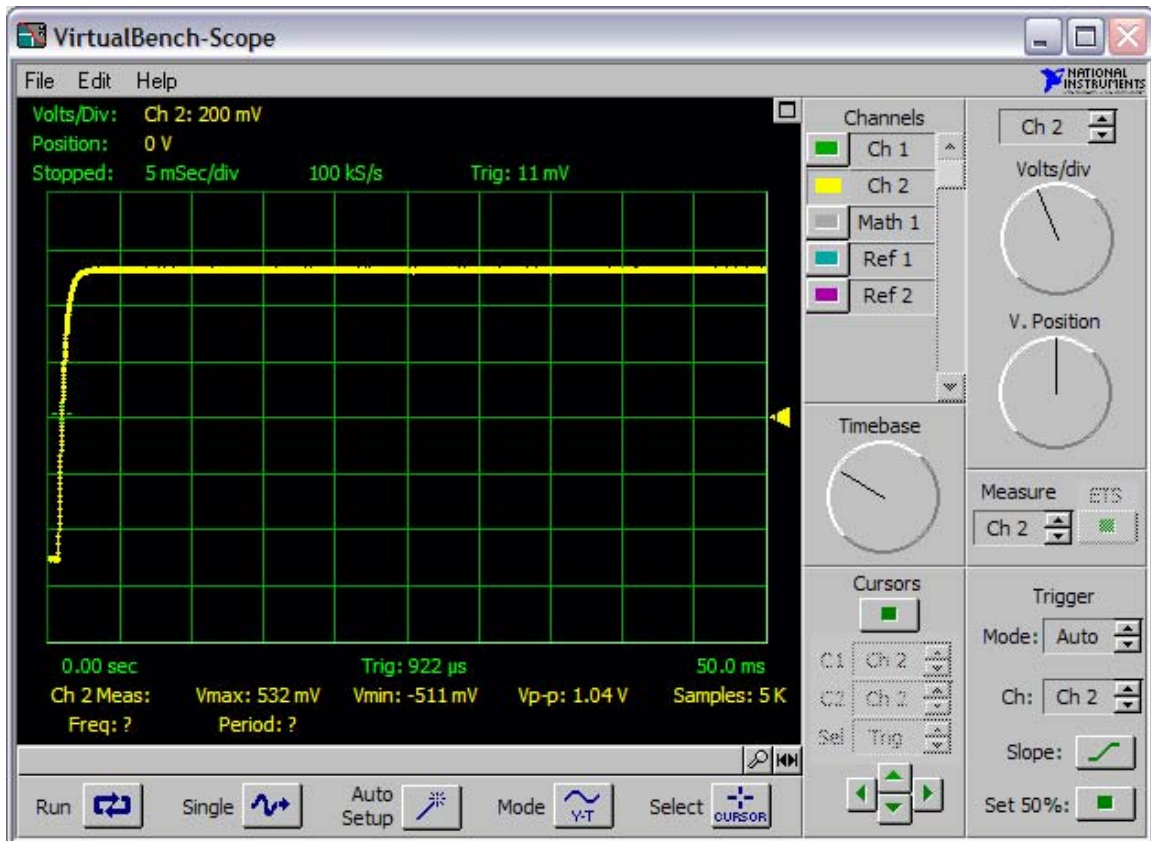 VirtualBench-Scope
File Edit Help
NATIONAL
INSTRUMENTS
Volts/Div: Ch 2: 200 mV
Position: 0 V
Stopped: 5 mSec/div 100 kS/s Trig: 11 mV
0.00 sec Trig: 922 µs 50.0 ms
Ch 2 Meas: Vmax: 532 mV Vmin: -511 mV Vp-p: 1.04 V Samples: 5 K
Freq: ? Period: ?
Run
Single
Auto
Setup
Mode
Y-T
Select
CURSOR
Channels
Ch 1
Ch 2
Math 1
Ref 1
Ref 2
Timebase
Cursors
C1 Ch 2
C2 Ch 2
Sel Trig
Ch 2
Volts/div
V. Position
Measure ETS
Ch 2
Trigger
Mode: Auto
Ch: Ch 2
Slope:
Set 50%: